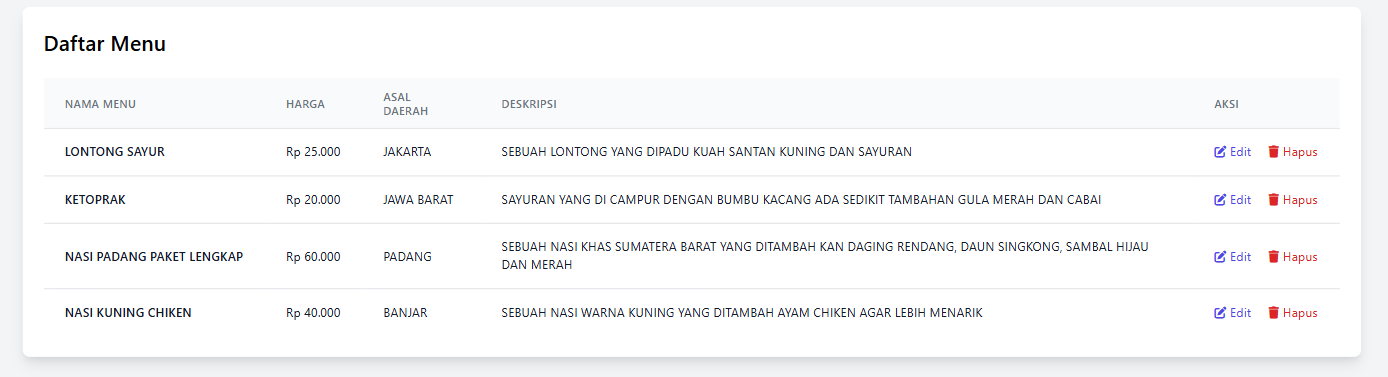 Daftar Menu
NAMA MENU HARGA ASAL DAERAH DESKRIPSI AKSI
LONTONG SAYUR Rp 25.000 JAKARTA SEBUAH LONTONG YANG DIPADU KUAH SANTAN KUNING DAN SAYURAN Edit Hapus
KETOPRAK Rp 20.000 JAWA BARAT SAYURAN YANG DI CAMPUR DENGAN BUMBU KACANG ADA SEDIKIT TAMBAHAN GULA MERAH DAN CABAI Edit Hapus
NASI PADANG PAKET LENGKAP Rp 60.000 PADANG SEBUAH NASI KHAS SUMATERA BARAT YANG DITAMBAH KAN DAGING RENDANG, DAUN SINGKONG, SAMBAL HIJAU
DAN MERAH Edit Hapus
NASI KUNING CHIKEN Rp 40.000 BANJAR SEBUAH NASI WARNA KUNING YANG DITAMBAH AYAM CHIKEN AGAR LEBIH MENARIK Edit Hapus